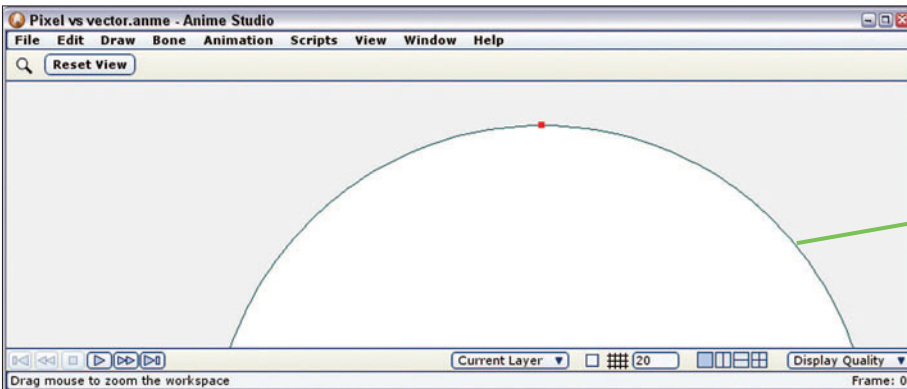 Pixel vs vector.anme - Anime Studio
File Edit Draw Bone Animation Scripts View Window Help
Reset View
Current Layer 20 Display Quality
Drag mouse to zoom the workspace Frame: 0